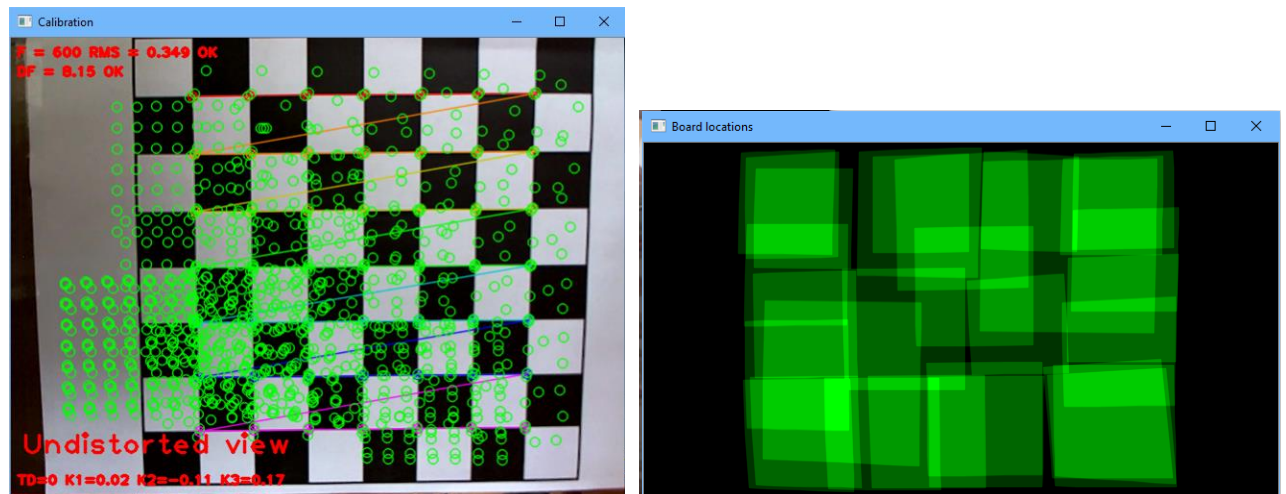 Calibration
F = 600 RMS = 0.349 OK
DF = 8.15 OK
Undistorted view
TD=0 K1=0.02 K2=-0.11 K3=0.17
Board locations